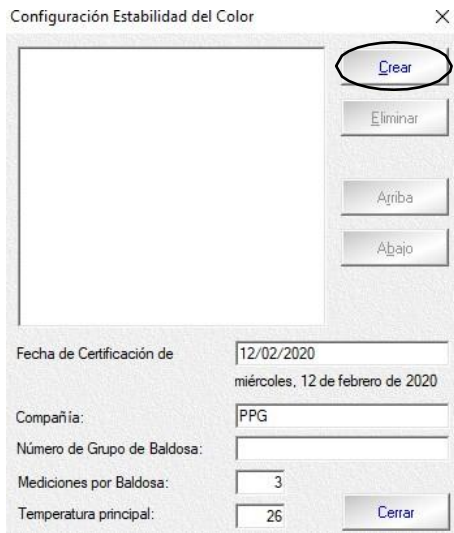 Configuración Estabilidad del Color
Crear
Eliminar
Arriba
Abajo
Fecha de Certificación de 12/02/2020
miércoles, 12 de febrero de 2020
Compañía: PPG
Número de Grupo de Baldosa:
Mediciones por Baldosa: 3
Temperatura principal: 26
Cerrar